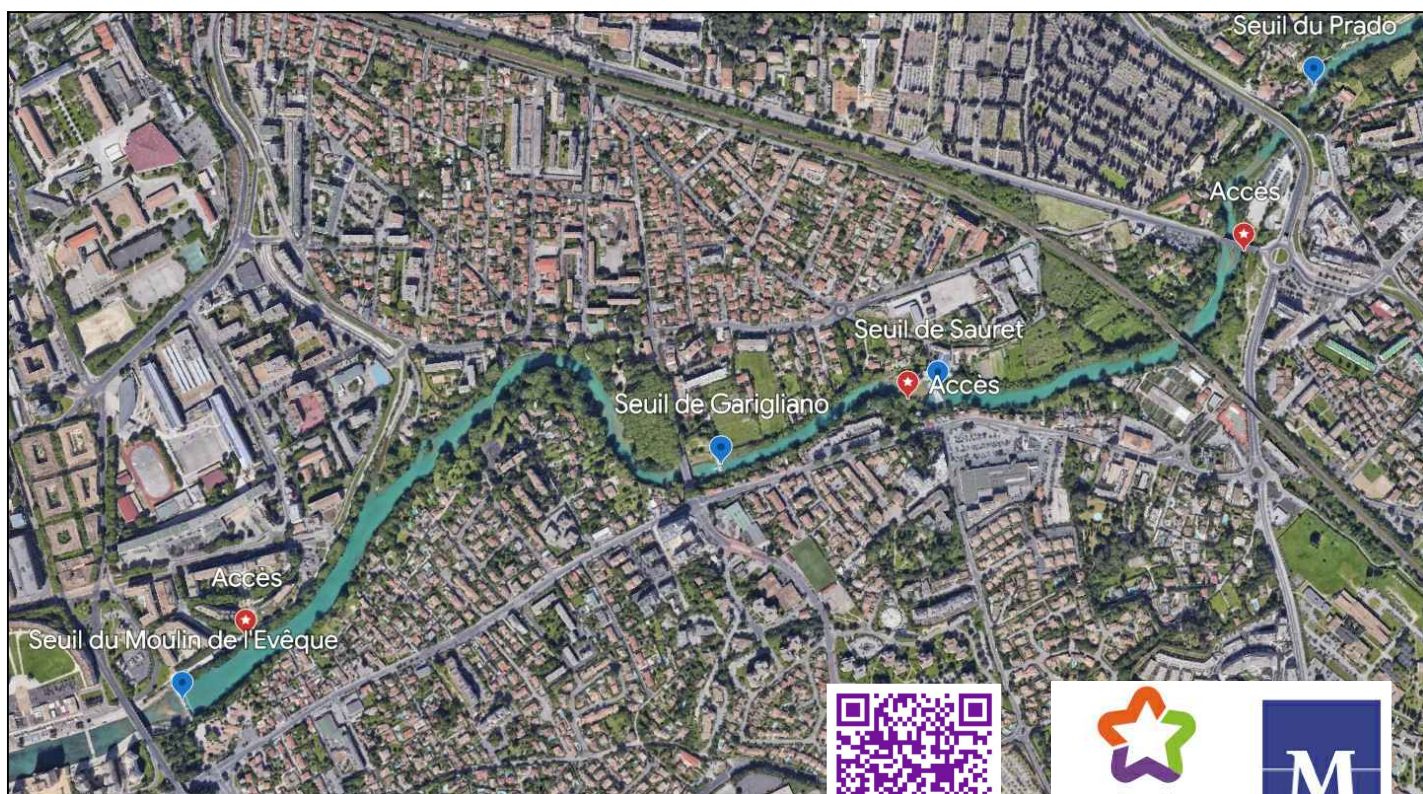 Seuil du Prado
Accès
Seuil de Sauret
Accès
Seuil de Garigliano
Accès
Seuil du Moulin de l'Evêque
M